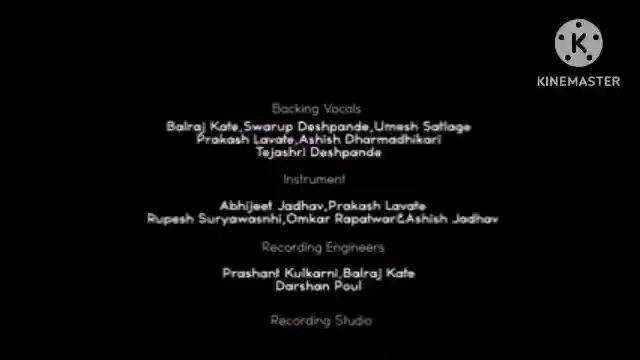 KINEMASTER
Backing Vocals
Balraj Kate,Swarup Deshpande,Umesh Satlage
Prakash Lavate,Ashish Dharmadhikari
Tejashri Deshpande
Instrument
Abhijeet Jadhav,Prakash Lavate
Rupesh Suryawasnhi,Omkar Rapatwar&Ashish Jadhav
Recording Engineers
Prashant Kulkarni,Balraj Kate
Darshan Poul
Recording Studio